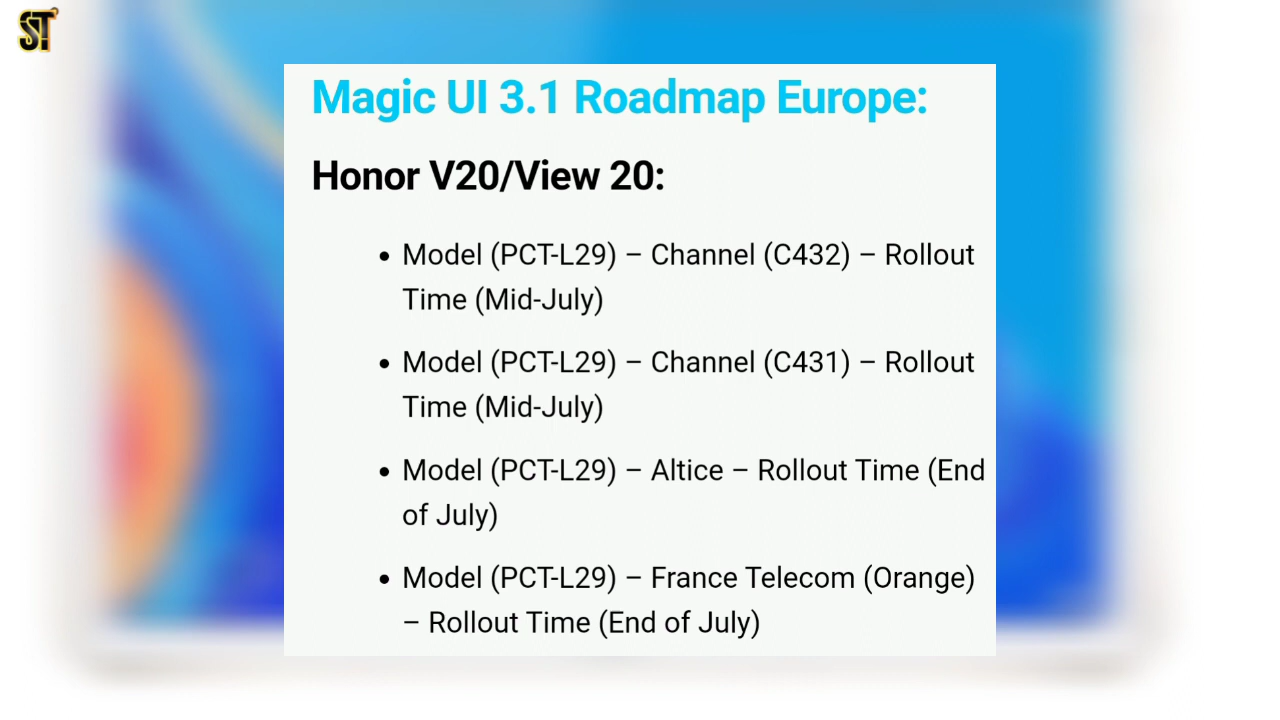 ST
Magic UI 3.1 Roadmap Europe:
Honor V20/View 20:
• Model (PCT-L29) – Channel (C432) – Rollout
Time (Mid-July)
• Model (PCT-L29) – Channel (C431) – Rollout
Time (Mid-July)
• Model (PCT-L29) – Altice – Rollout Time (End
of July)
• Model (PCT-L29) – France Telecom (Orange)
– Rollout Time (End of July)